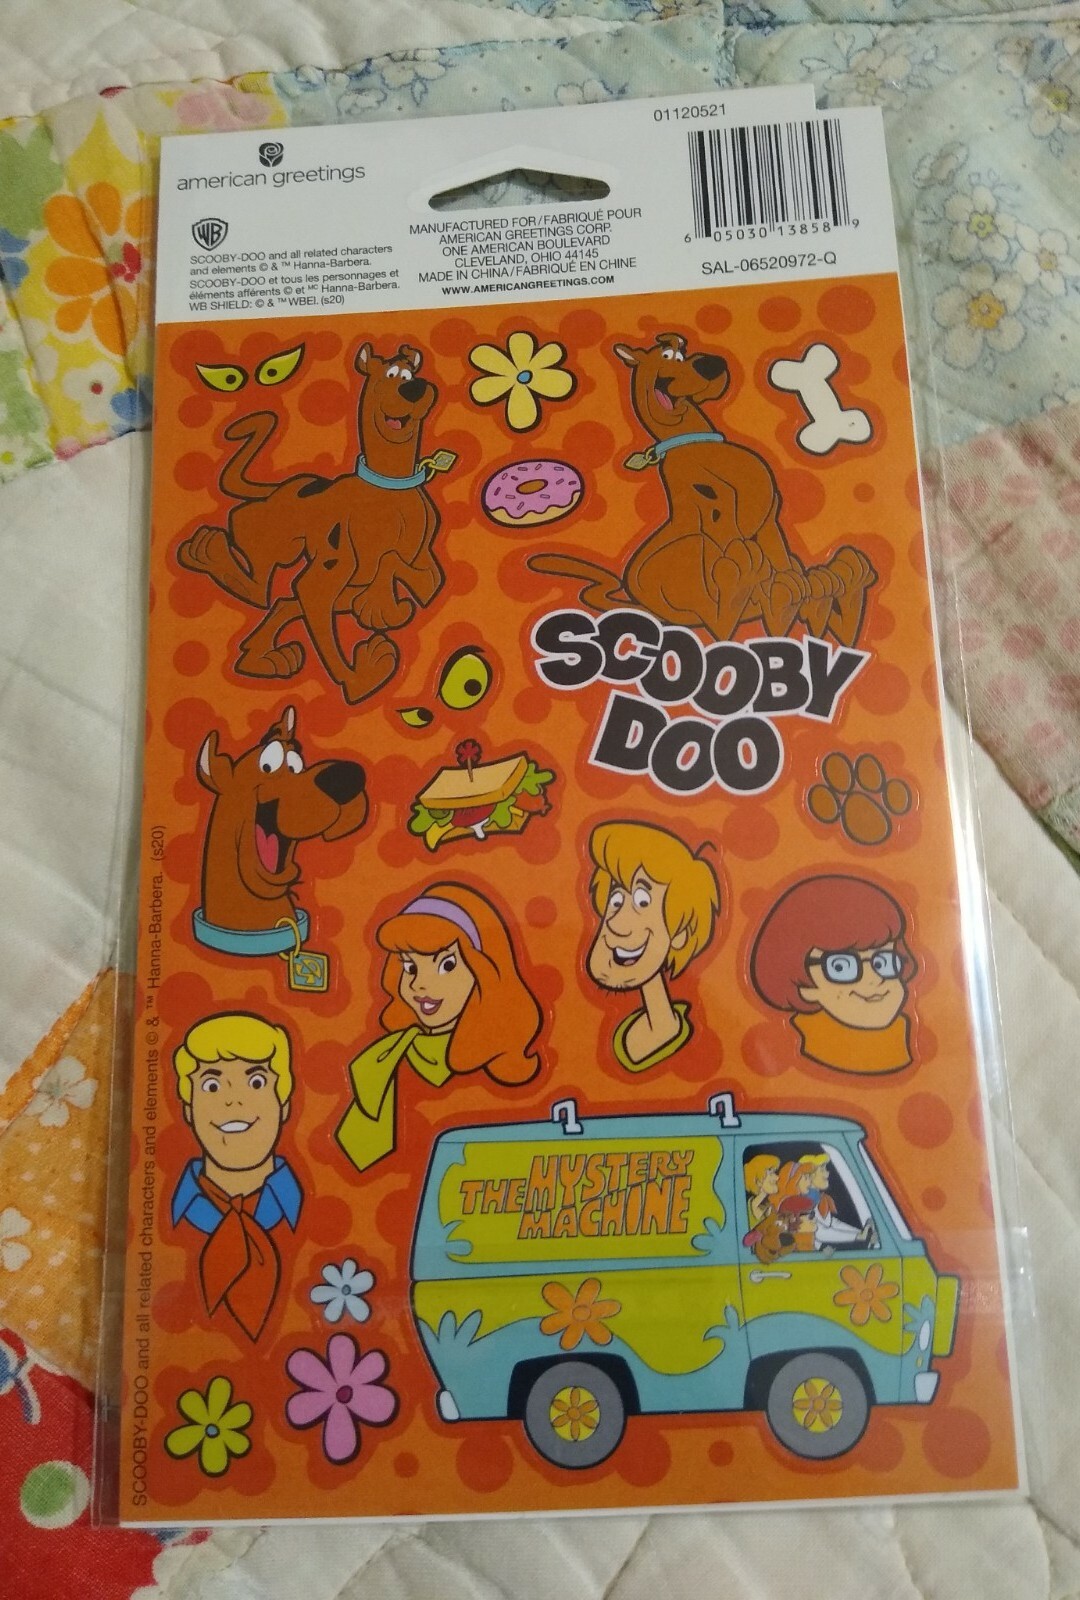 01120521
american greetings
WB
SCOOBY-DOO and all related characters
and elements © & ™ Hanna-Barbera.
SCOOBY-DOO et tous les personnages et
éléments afférents © et ᴹᶜ Hanna-Barbera.
WB SHIELD: © & ™ WBEI. (s20)
MANUFACTURED FOR/FABRIQUÉ POUR
AMERICAN GREETINGS CORP.
ONE AMERICAN BOULEVARD
CLEVELAND, OHIO 44145
MADE IN CHINA/FABRIQUÉ EN CHINE
WWW.AMERICANGREETINGS.COM
6 05030 13858 9
SAL-06520972-Q
SCOOBY
DOO
SCOOBY-DOO and all related characters and elements © & ™ Hanna-Barbera. (s20)
THE MYSTERY
MACHINE